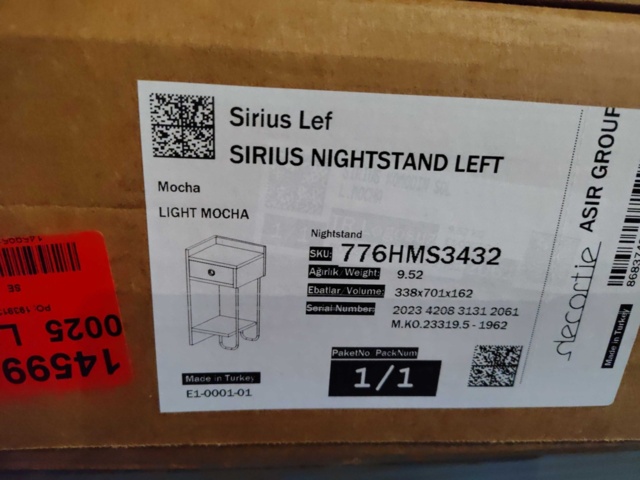 Sirius Lef
SIRIUS NIGHTSTAND LEFT
Mocha
LIGHT MOCHA
Nightstand
SKU: 776HMS3432
Ağırlık/Weight: 9.52
Ebatlar/Volume: 338x701x162
Serial Number: 2023 4208 3131 2061
M.KO.23319.5 - 1962
PaketNo PackNum
1/1
Made in Turkey
E1-0001-01
decortie ASIR GROUP
Made in Turkey
14599
0025 L
SE